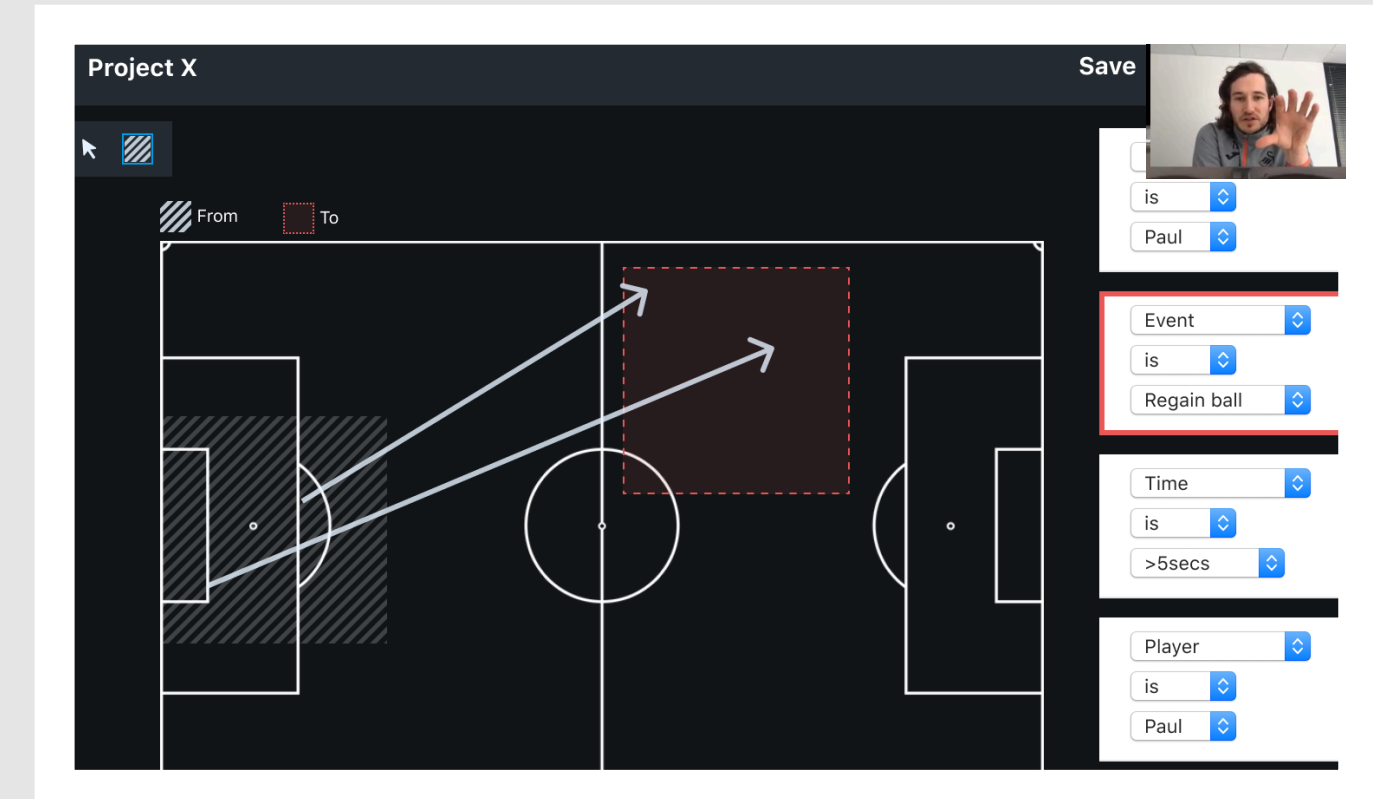 Project X
Save
From
To
is
Paul
Event
is
Regain ball
Time
is
>5secs
Player
is
Paul